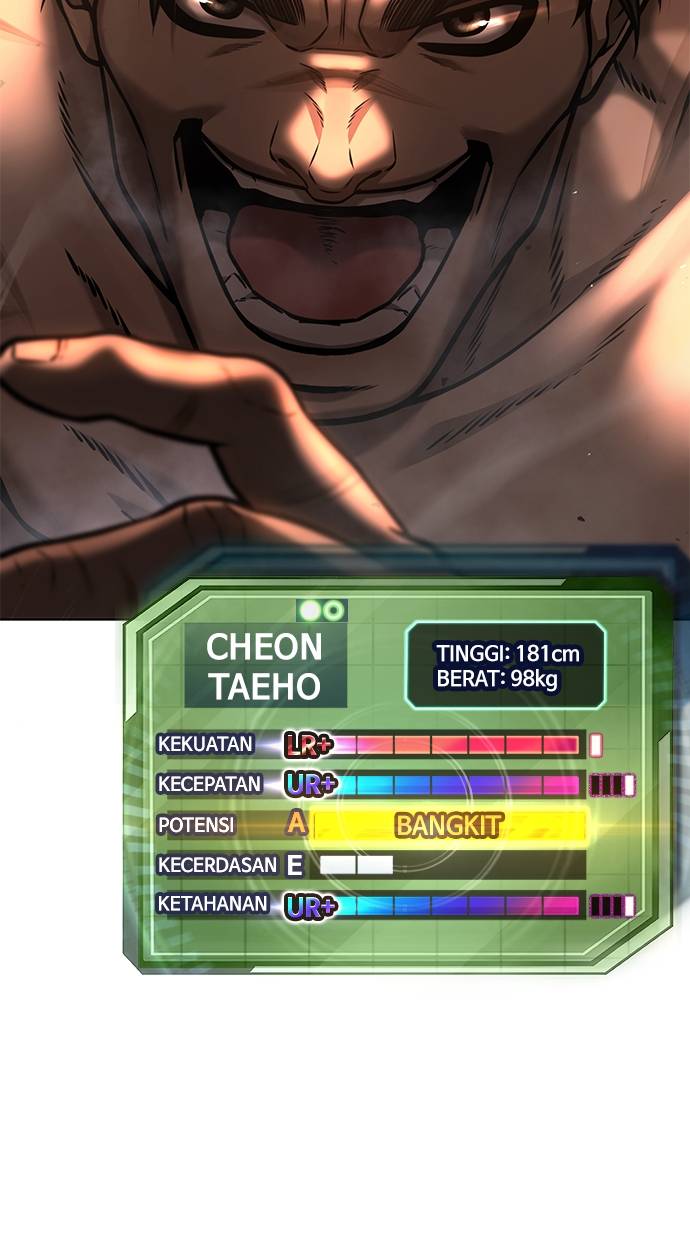 CHEON
TAEHO
TINGGI: 181cm
BERAT: 98kg
KEKUATAN LR+
KECEPATAN UR+
POTENSI A BANGKIT
KECERDASAN E
KETAHANAN UR+